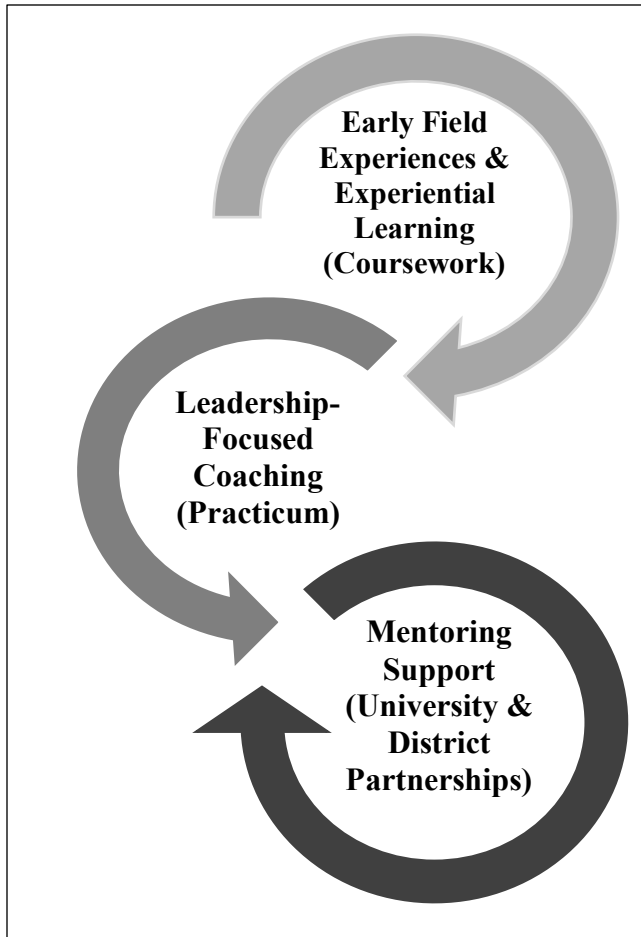 Early Field
Experiences &
Experiential
Learning
(Coursework)
Leadership-
Focused
Coaching
(Practicum)
Mentoring
Support
(University &
District
Partnerships)